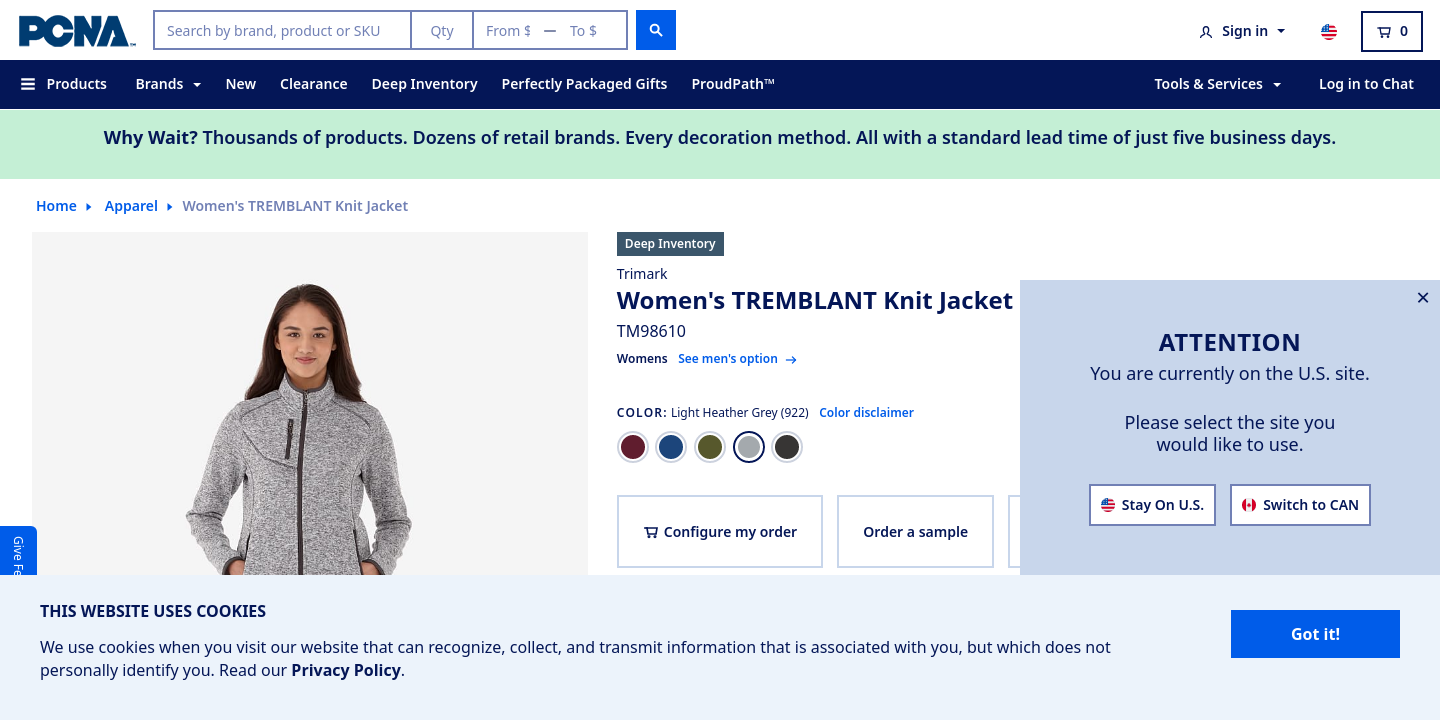 PCNA™
Search by brand, product or SKU
Qty
From $ — To $
Sign in
0
Products
Brands
New
Clearance
Deep Inventory
Perfectly Packaged Gifts
ProudPath™
Tools & Services
Log in to Chat
Why Wait? Thousands of products. Dozens of retail brands. Every decoration method. All with a standard lead time of just five business days.
Home
Apparel
Women's TREMBLANT Knit Jacket
Deep Inventory
Trimark
Women's TREMBLANT Knit Jacket
TM98610
Womens See men's option
COLOR: Light Heather Grey (922) Color disclaimer
Configure my order
Order a sample
ATTENTION
You are currently on the U.S. site.
Please select the site you
would like to use.
Stay On U.S.
Switch to CAN
Give Fe
THIS WEBSITE USES COOKIES
We use cookies when you visit our website that can recognize, collect, and transmit information that is associated with you, but which does not
personally identify you. Read our Privacy Policy.
Got it!